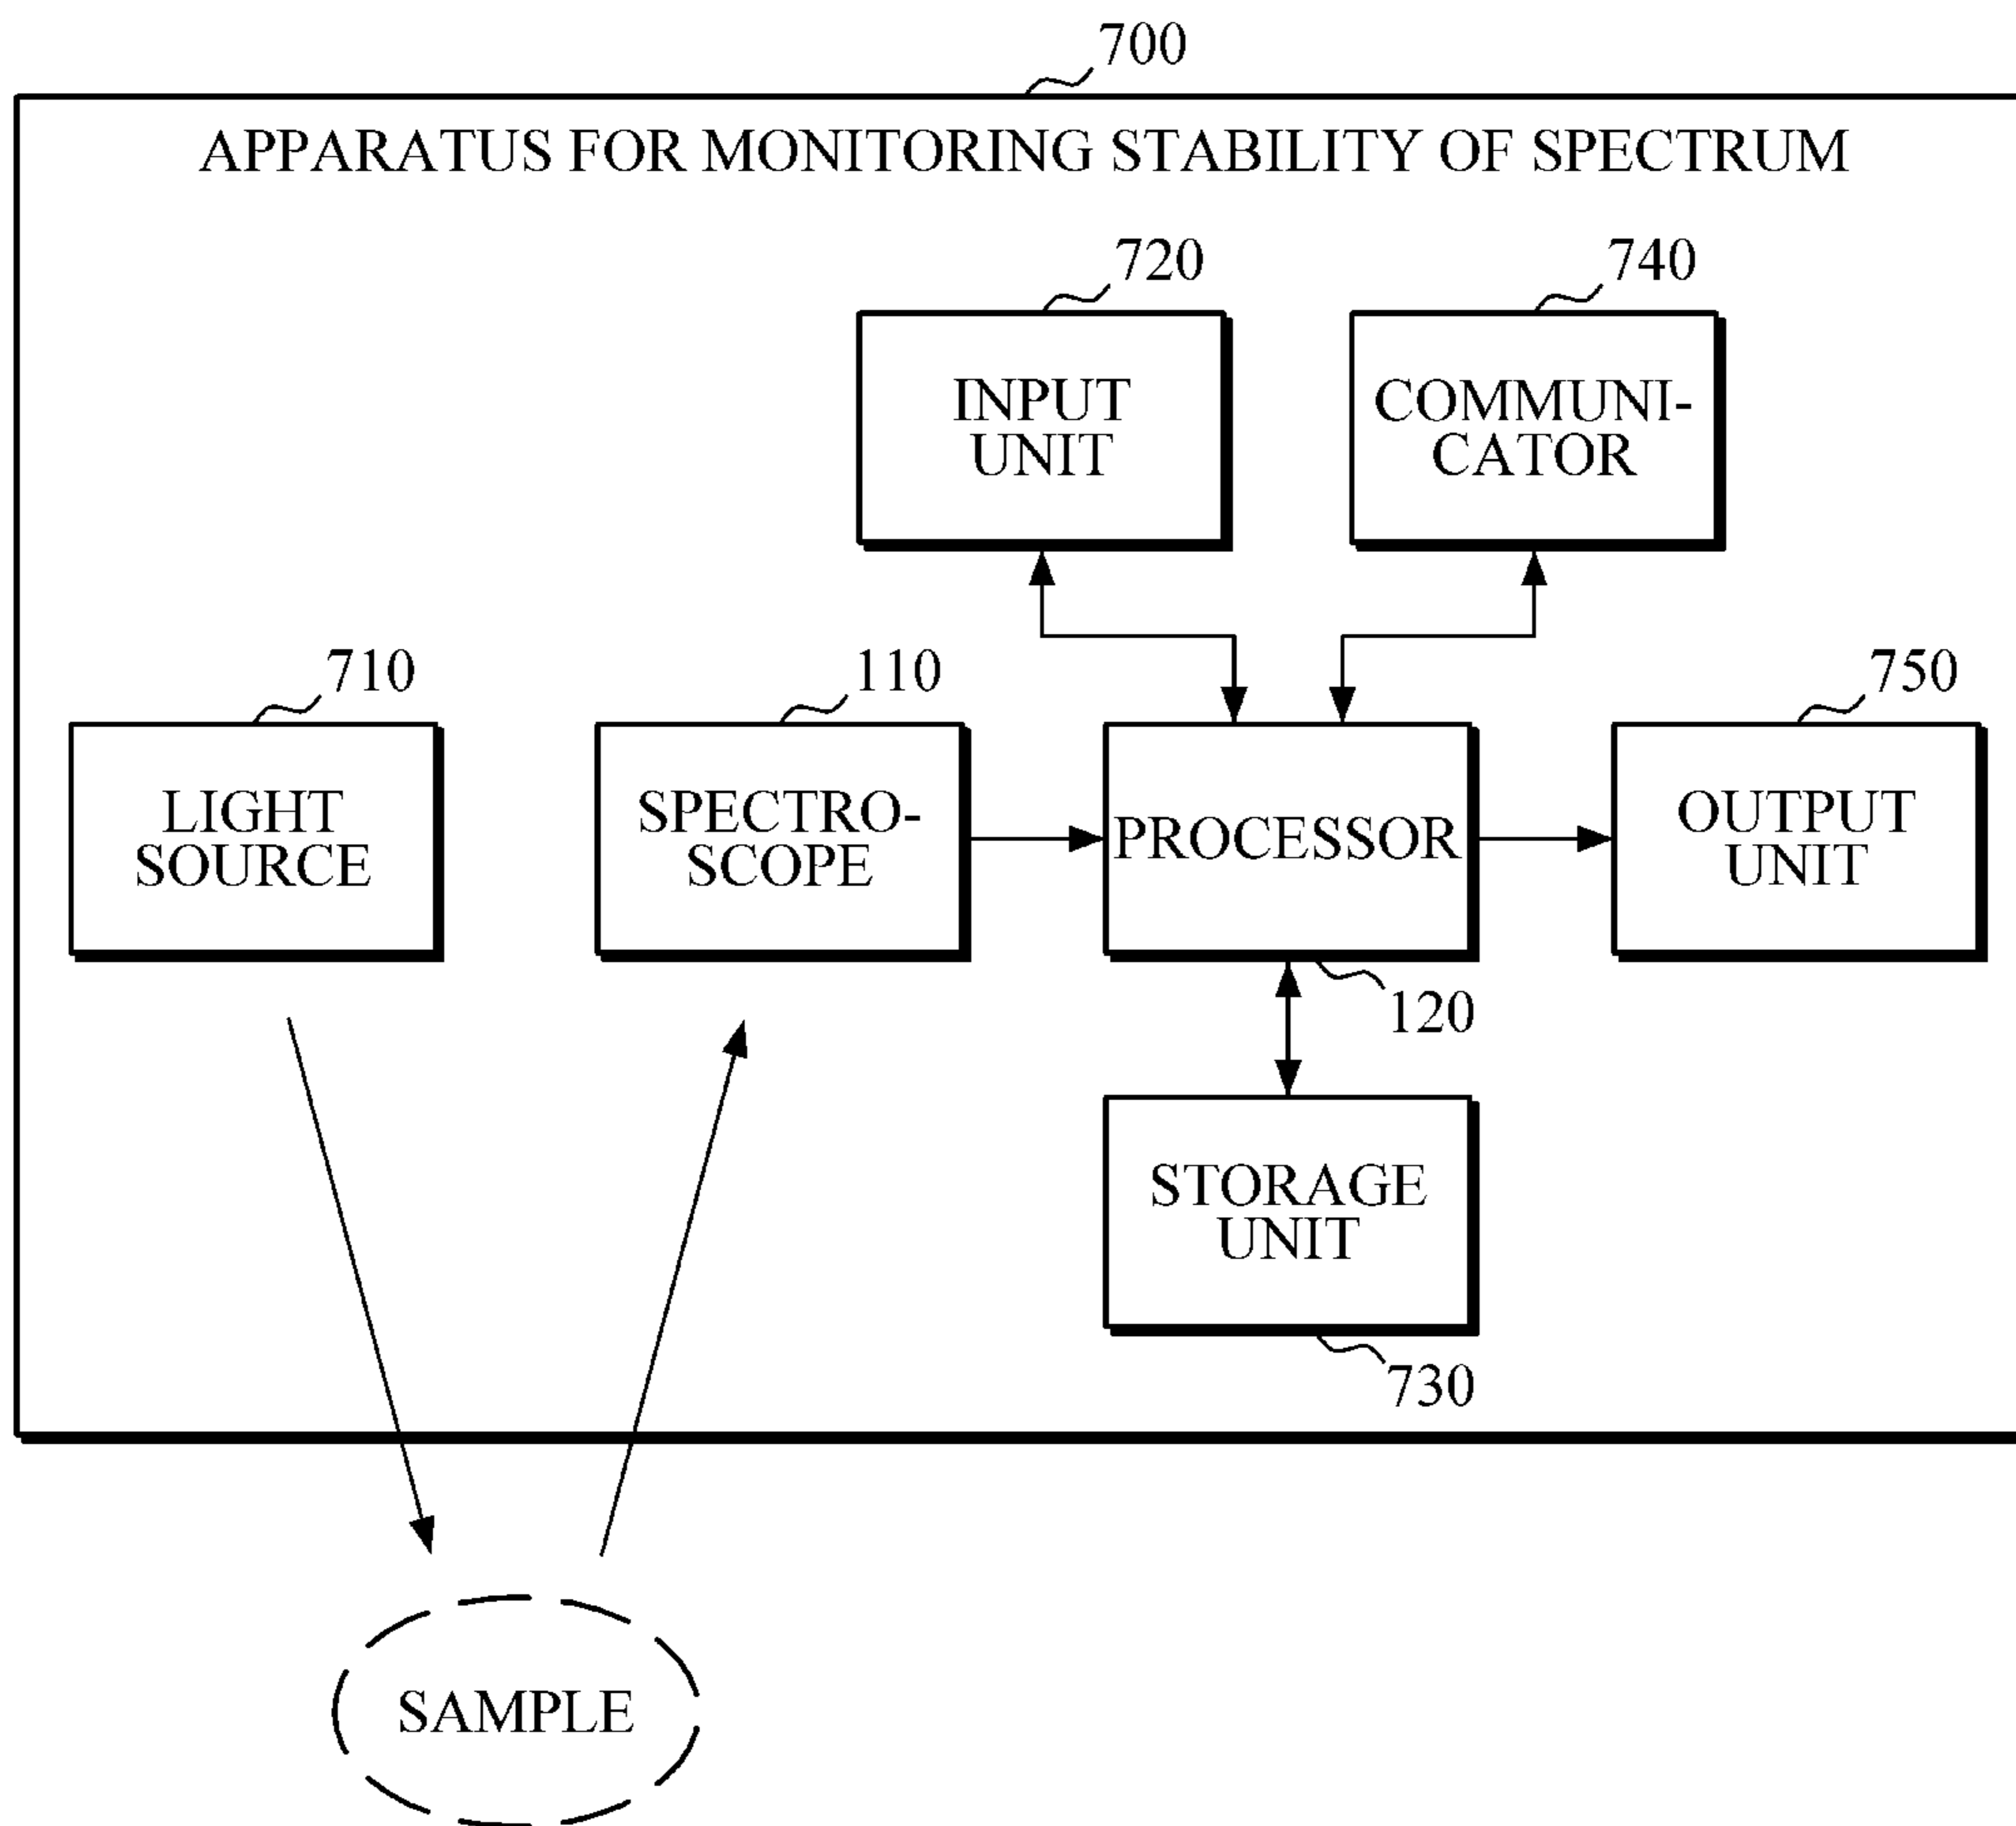 700
APPARATUS FOR MONITORING STABILITY OF SPECTRUM
720
740
INPUT
UNIT
COMMUNI-
CATOR
710
110
750
LIGHT
SOURCE
SPECTRO-
SCOPE
PROCESSOR
OUTPUT
UNIT
120
STORAGE
UNIT
730
SAMPLE